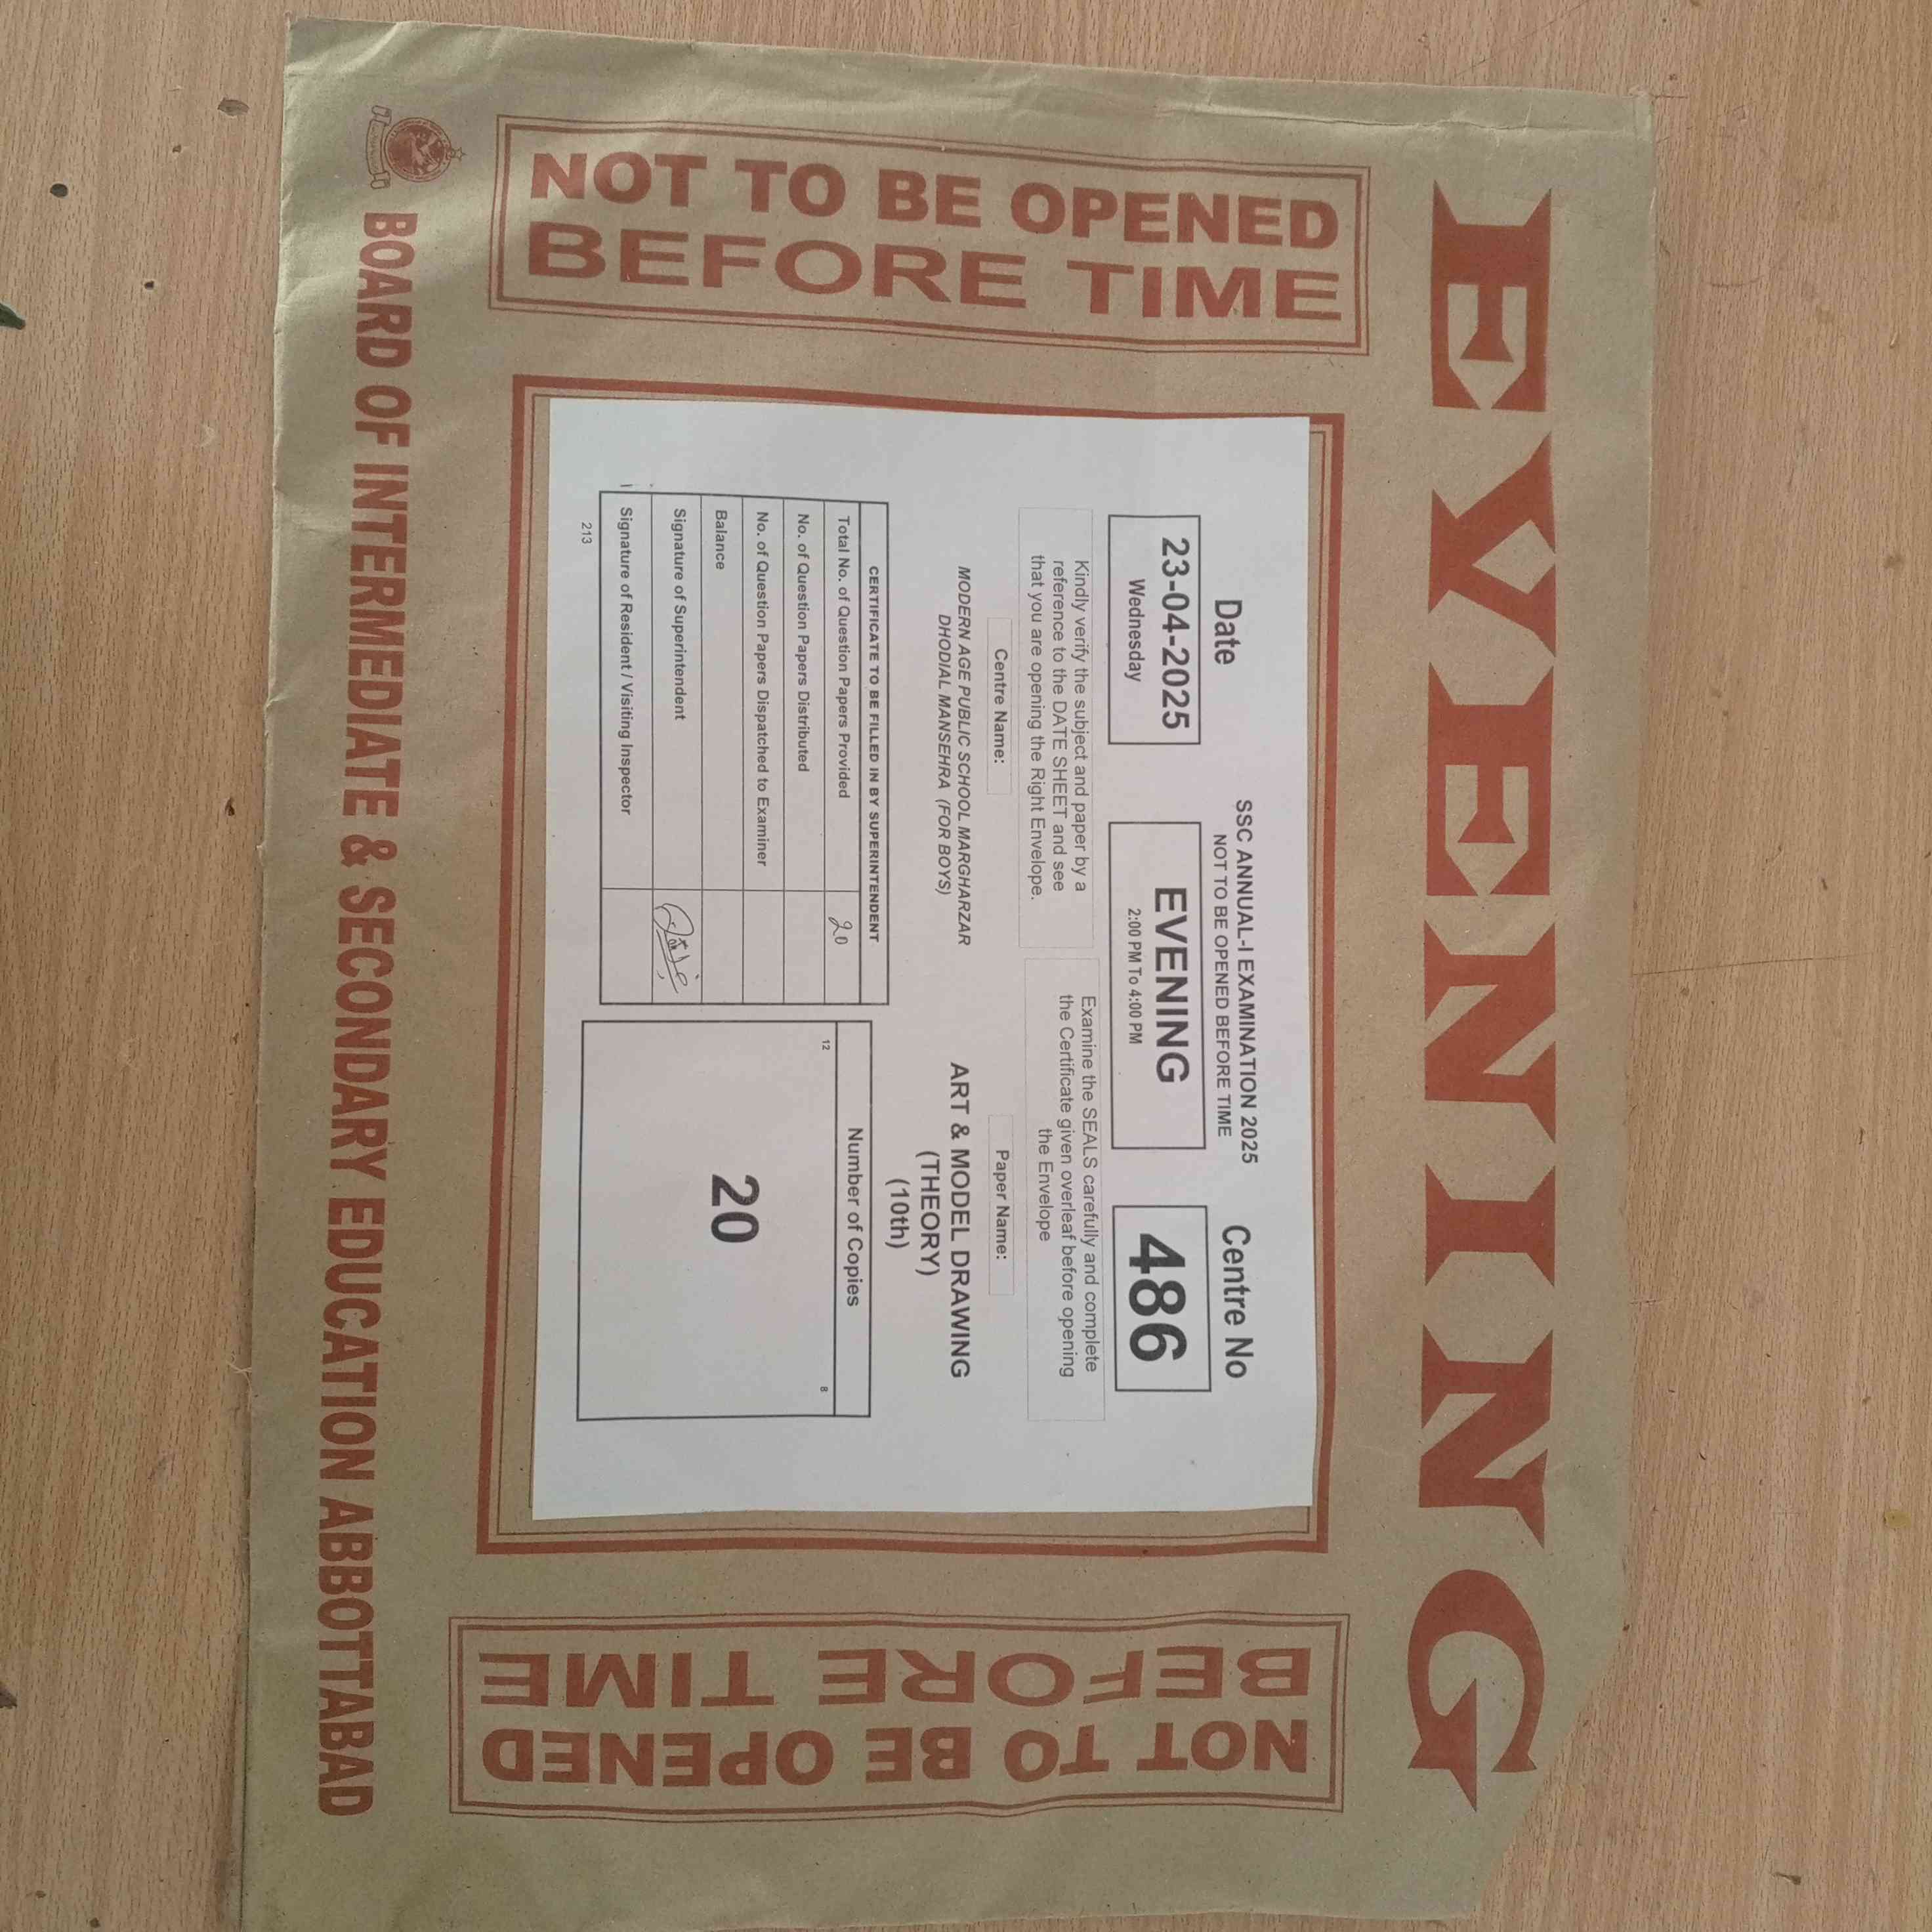 EVENING
NOT TO BE OPENED
BEFORE TIME
Date
23-04-2025
Wednesday
SSC ANNUAL-I EXAMINATION 2025
NOT TO BE OPENED BEFORE TIME
EVENING
2:00 PM To 4:00 PM
Centre No
486
Kindly verify the subject and paper by a
reference to the DATE SHEET and see
that you are opening the Right Envelope.
Examine the SEALS carefully and complete
the Certificate given overleaf before opening
the Envelope
Centre Name:
MODERN AGE PUBLIC SCHOOL MARGHARZAR
DHODIAL MANSEHRA (FOR BOYS)
Paper Name:
ART & MODEL DRAWING
(THEORY)
(10th)
CERTIFICATE TO BE FILLED IN BY SUPERINTENDENT
Total No. of Question Papers Provided 20
No. of Question Papers Distributed
No. of Question Papers Dispatched to Examiner
Balance
Signature of Superintendent
Signature of Resident / Visiting Inspector
213
Number of Copies
12 8
20
NOT TO BE OPENED
BEFORE TIME
BOARD OF INTERMEDIATE & SECONDARY EDUCATION ABBOTTABAD